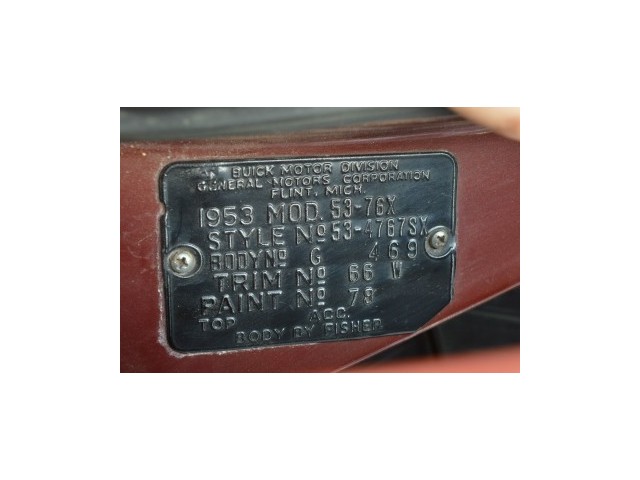 BUICK MOTOR DIVISION
GENERAL MOTORS CORPORATION
FLINT, MICH.
1953 MOD. 53-76X
STYLE Nº 53-4767SX
BODY Nº G 469
TRIM Nº 66 W
PAINT Nº 78
TOP ACC.
BODY BY FISHER